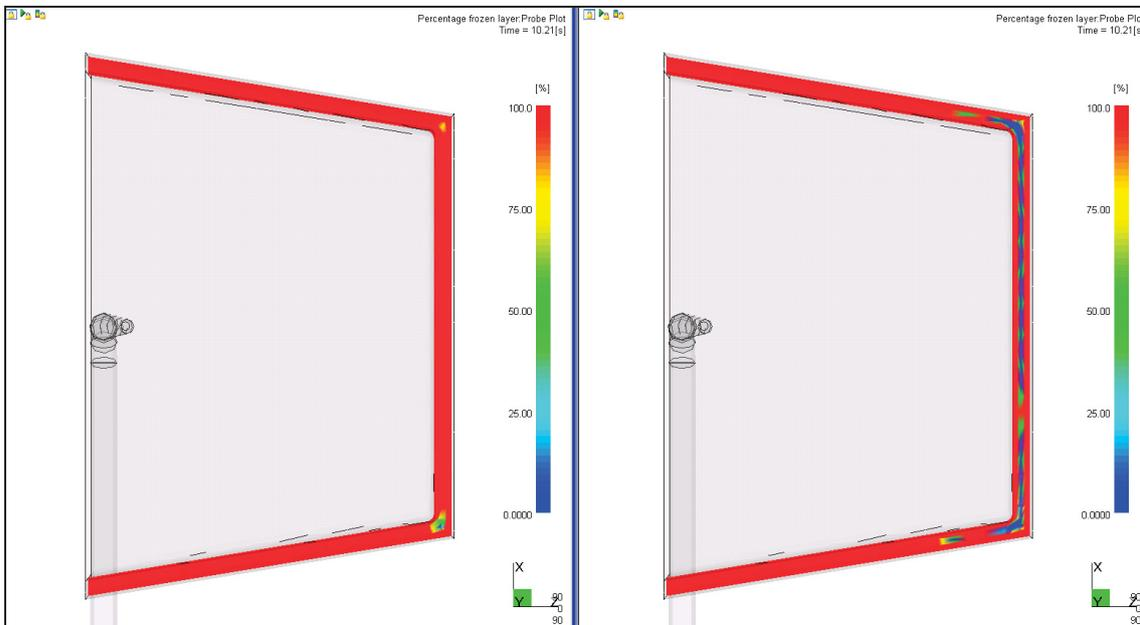 Percentage frozen layer:Probe Plot
Time = 10.21[s]
[%]
100.0
75.00
50.00
25.00
0.0000
X
Y
Z
90
0
90
Percentage frozen layer:Probe Plot
Time = 10.21[s]
[%]
100.0
75.00
50.00
25.00
0.0000
X
Y
Z
90
0
90